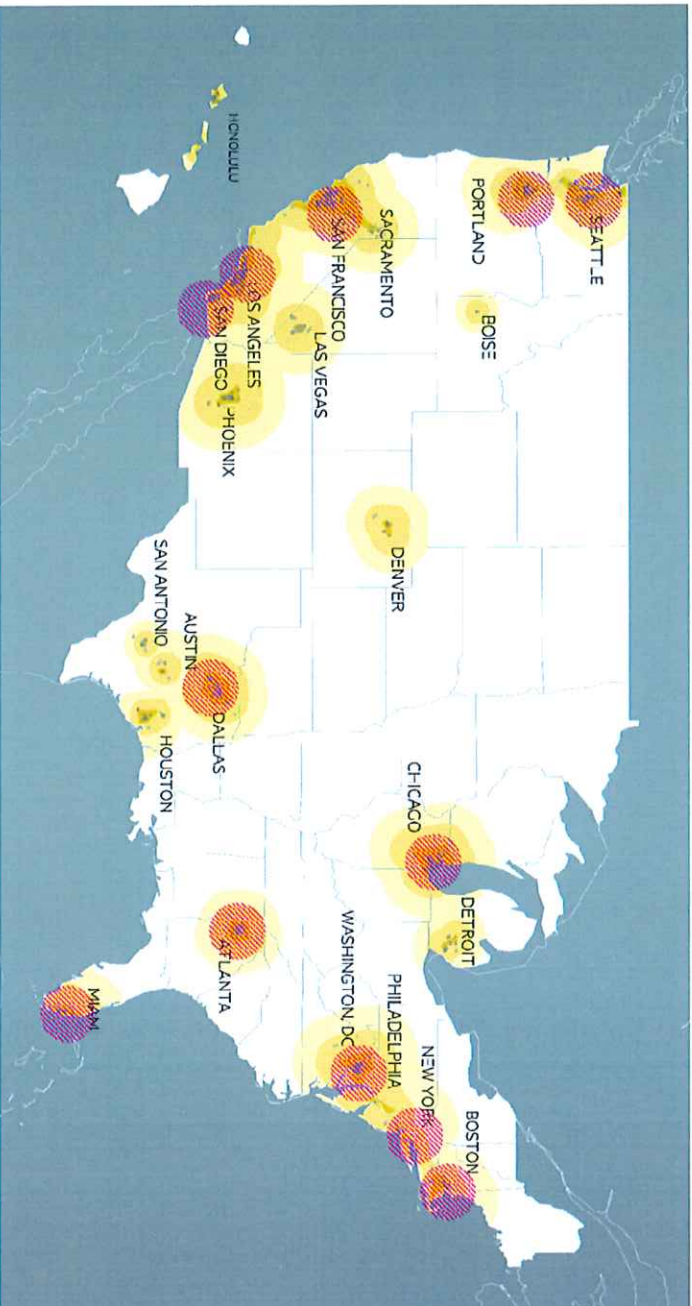 SEATTLE
PORTLAND
BOISE
SACRAMENTO
SAN FRANCISCO
LAS VEGAS
LOS ANGELES
SAN DIEGO
PHOENIX
HONOLULU
DENVER
DALLAS
AUSTIN
SAN ANTONIO
HOUSTON
CHICAGO
DETROIT
BOSTON
NEW YORK
PHILADELPHIA
WASHINGTON, DC
ATLANTA
MIAMI